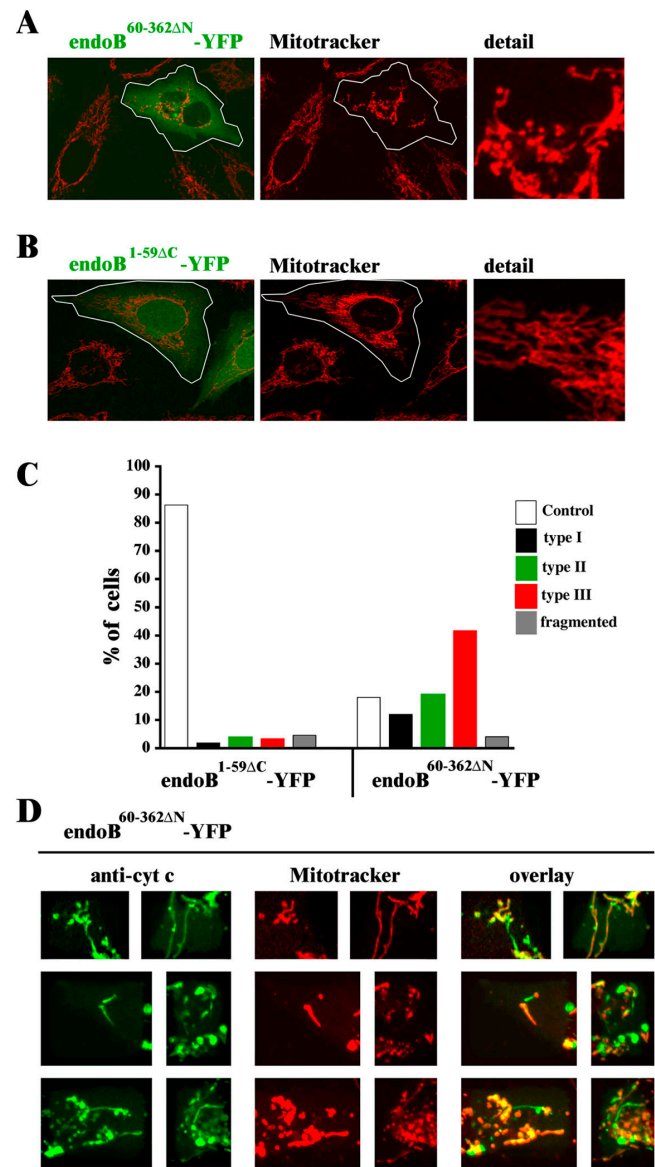 A
endoB60-362ΔN-YFP Mitotracker detail
B
endoB1-59ΔC-YFP Mitotracker detail
C
% of cells
100
90
80
70
60
50
40
30
20
10
0
Control
type I
type II
type III
fragmented
endoB1-59ΔC-YFP endoB60-362ΔN-YFP
D
endoB60-362ΔN-YFP
anti-cyt c Mitotracker overlay